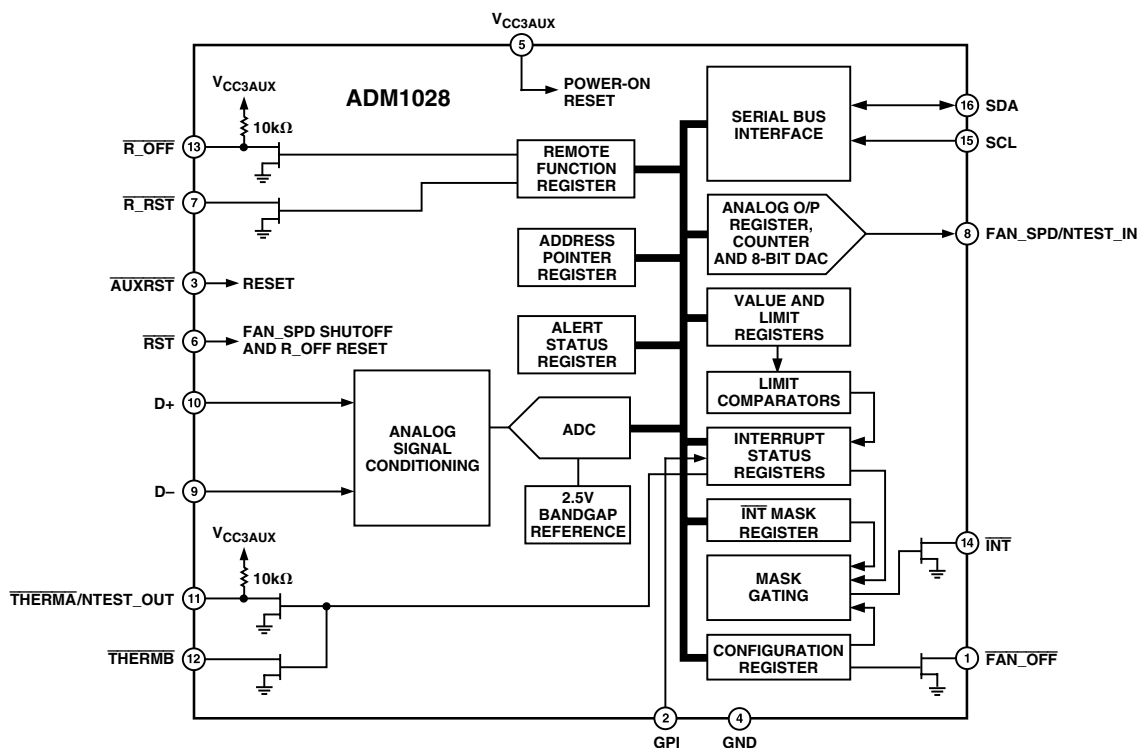 VCC3AUX
5
VCC3AUX
ADM1028
POWER-ON
RESET
10kΩ
R_OFF
13
REMOTE
FUNCTION
REGISTER
SERIAL BUS
INTERFACE
16
SDA
15
SCL
R_RST
7
ADDRESS
POINTER
REGISTER
ANALOG O/P
REGISTER,
COUNTER
AND 8-BIT DAC
8
FAN_SPD/NTEST_IN
AUXRST
3
RESET
RST
6
FAN_SPD SHUTOFF
AND R_OFF RESET
ALERT
STATUS
REGISTER
VALUE AND
LIMIT
REGISTERS
LIMIT
COMPARATORS
D+
10
ANALOG
SIGNAL
CONDITIONING
ADC
INTERRUPT
STATUS
REGISTERS
D–
9
2.5V
BANDGAP
REFERENCE
INT MASK
REGISTER
VCC3AUX
10kΩ
THERMA/NTEST_OUT
11
MASK
GATING
14
INT
THERMB
12
CONFIGURATION
REGISTER
1
FAN_OFF
2
GPI
4
GND